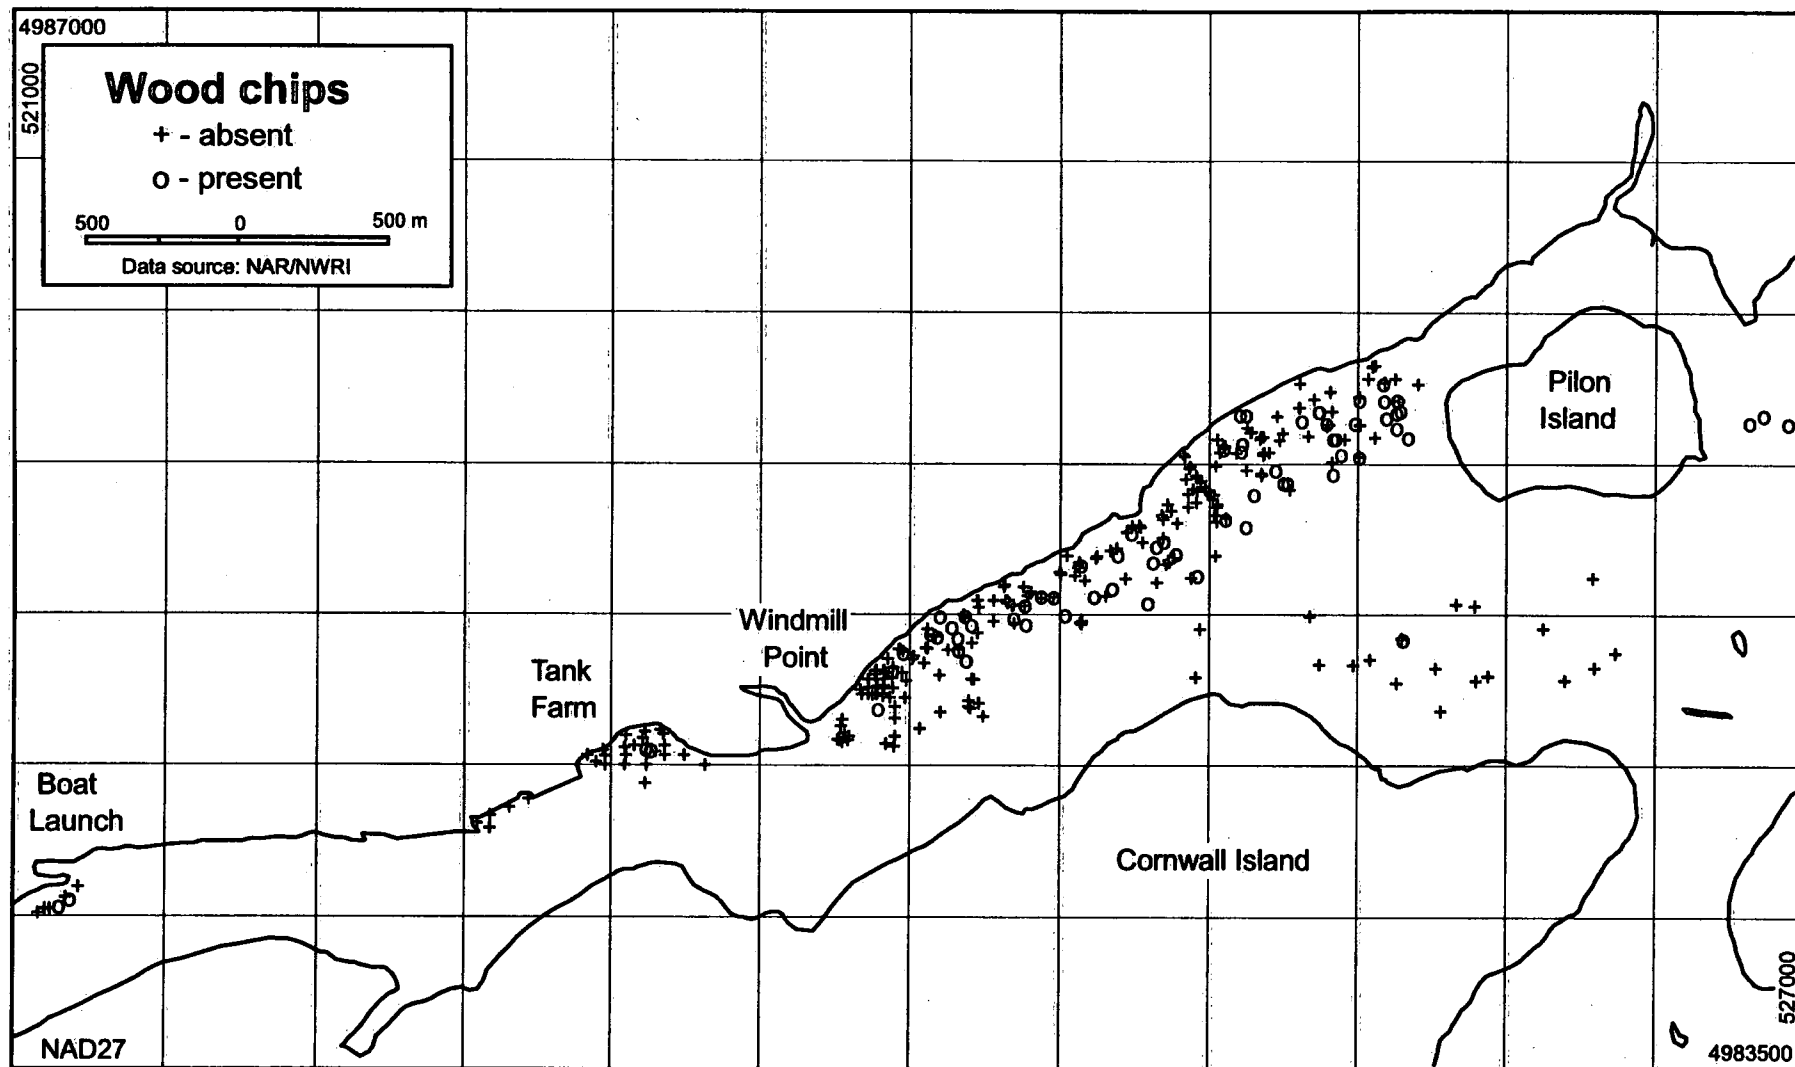 4987000
521000
Wood chips
+ - absent
o - present
500 0 500 m
Data source: NAR/NWRI
Pilon
Island
Windmill
Point
Tank
Farm
Boat
Launch
Cornwall Island
527000
NAD27
4983500